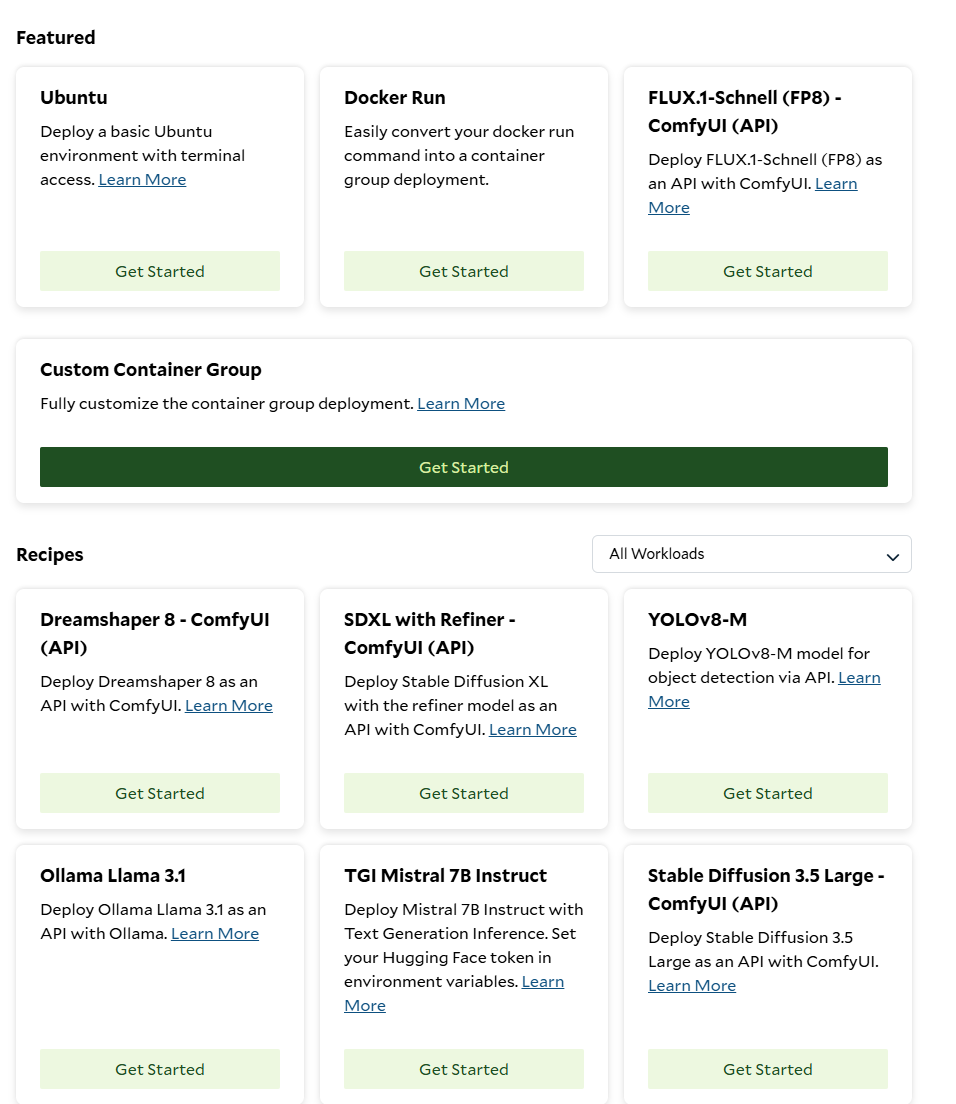 Featured
Ubuntu
Deploy a basic Ubuntu
environment with terminal
access. Learn More
Get Started
Docker Run
Easily convert your docker run
command into a container
group deployment.
Get Started
FLUX.1-Schnell (FP8) -
ComfyUI (API)
Deploy FLUX.1-Schnell (FP8) as
an API with ComfyUI. Learn
More
Get Started
Custom Container Group
Fully customize the container group deployment. Learn More
Get Started
Recipes
All Workloads
Dreamshaper 8 - ComfyUI
(API)
Deploy Dreamshaper 8 as an
API with ComfyUI. Learn More
Get Started
SDXL with Refiner -
ComfyUI (API)
Deploy Stable Diffusion XL
with the refiner model as an
API with ComfyUI. Learn More
Get Started
YOLOv8-M
Deploy YOLOv8-M model for
object detection via API. Learn
More
Get Started
Ollama Llama 3.1
Deploy Ollama Llama 3.1 as an
API with Ollama. Learn More
Get Started
TGI Mistral 7B Instruct
Deploy Mistral 7B Instruct with
Text Generation Inference. Set
your Hugging Face token in
environment variables. Learn
More
Get Started
Stable Diffusion 3.5 Large -
ComfyUI (API)
Deploy Stable Diffusion 3.5
Large as an API with ComfyUI.
Learn More
Get Started